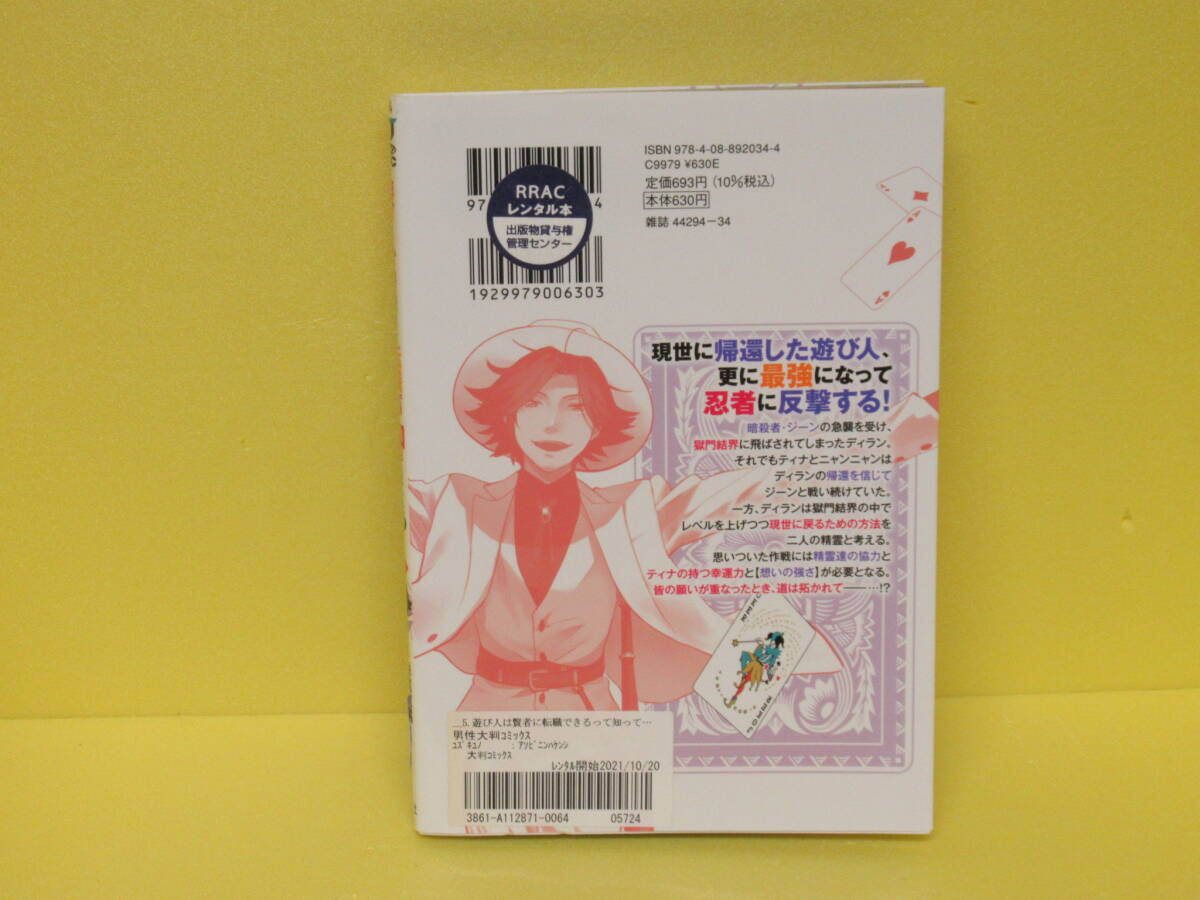 ISBN 978-4-08-892034-4
C9979 ¥630E
定価693円(10%税込)
本体630円
雑誌 44294-34
97 4
RRAC
レンタル本
出版物貸与権
管理センター
1929979006303
現世に帰還した遊び人、
更に最強になって
忍者に反撃する!
暗殺者・ジーンの急襲を受け、
獄門結界に飛ばされてしまったディラン。
それでもティナとニャンニャンは
ディランの帰還を信じて
ジーンと戦い続けていた。
一方、ディランは獄門結界の中で
レベルを上げつつ現世に戻るための方法を
二人の精霊と考える。
思いついた作戦には精霊達の協力と
ティナの持つ幸運力と【想いの強さ】が必要となる。
皆の願いが重なったとき、道は拓かれて――…!?
JOKER
JOKER
_5.遊び人は賢者に転職できるって知って…
男性大判コミックス
ユズキユノ : アソビニンハケンジ
大判コミックス
レンタル開始2021/10/20
3861-A112871-0064 05724